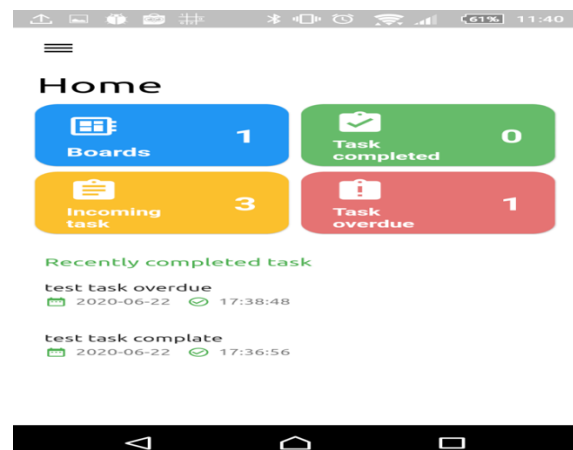 61% 11:40
Home
Boards
1
Task
completed
0
Incoming
task
3
Task
overdue
1
Recently completed task
test task overdue
2020-06-22 17:38:48
test task complate
2020-06-22 17:36:56